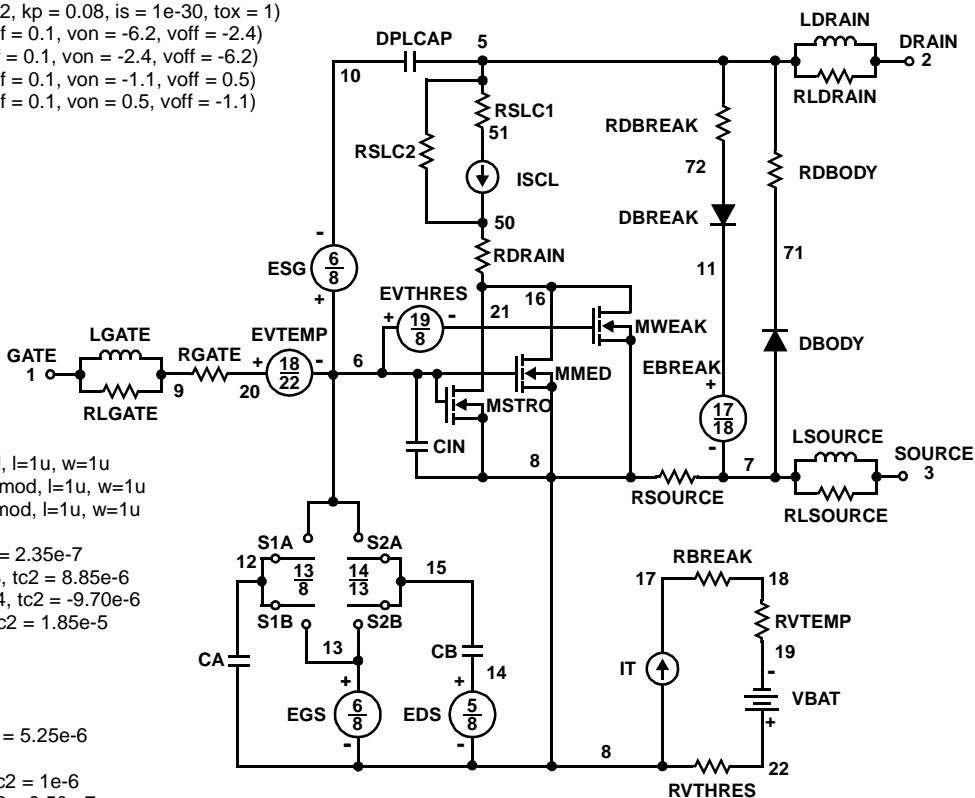 2, kp = 0.08, is = 1e-30, tox = 1)
f = 0.1, von = -6.2, voff = -2.4)
= 0.1, von = -2.4, voff = -6.2)
f = 0.1, von = -1.1, voff = 0.5)
f = 0.1, von = 0.5, voff = -1.1)
LDRAIN
DPLCAP
5
DRAIN
2
10
RLDRAIN
RSLC1
51
RDBREAK
RSLC2
72
RDBODY
ISCL
DBREAK
50
-
RDRAIN
71
ESG
6
8
11
+
EVTHRES
16
+
19
8
-
21
MWEAK
LGATE
EVTEMP
GATE
1
RGATE
+
18
22
-
6
MMED
EBREAK
+
DBODY
9
20
RLGATE
MSTRO
17
18
CIN
-
LSOURCE
SOURCE
3
, l=1u, w=1u
8
7
mod, l=1u, w=1u
RSOURCE
mod, l=1u, w=1u
RLSOURCE
= 2.35e-7
S1A
S2A
RBREAK
12
13
8
14
13
15
17
18
, tc2 = 8.85e-6
4, tc2 = -9.70e-6
RVTEMP
c2 = 1.85e-5
S1B
S2B
13
CB
19
CA
14
IT
-
+
+
VBAT
EGS
6
8
EDS
5
8
+
= 5.25e-6
-
-
8
22
c2 = 1e-6
RVTHRES